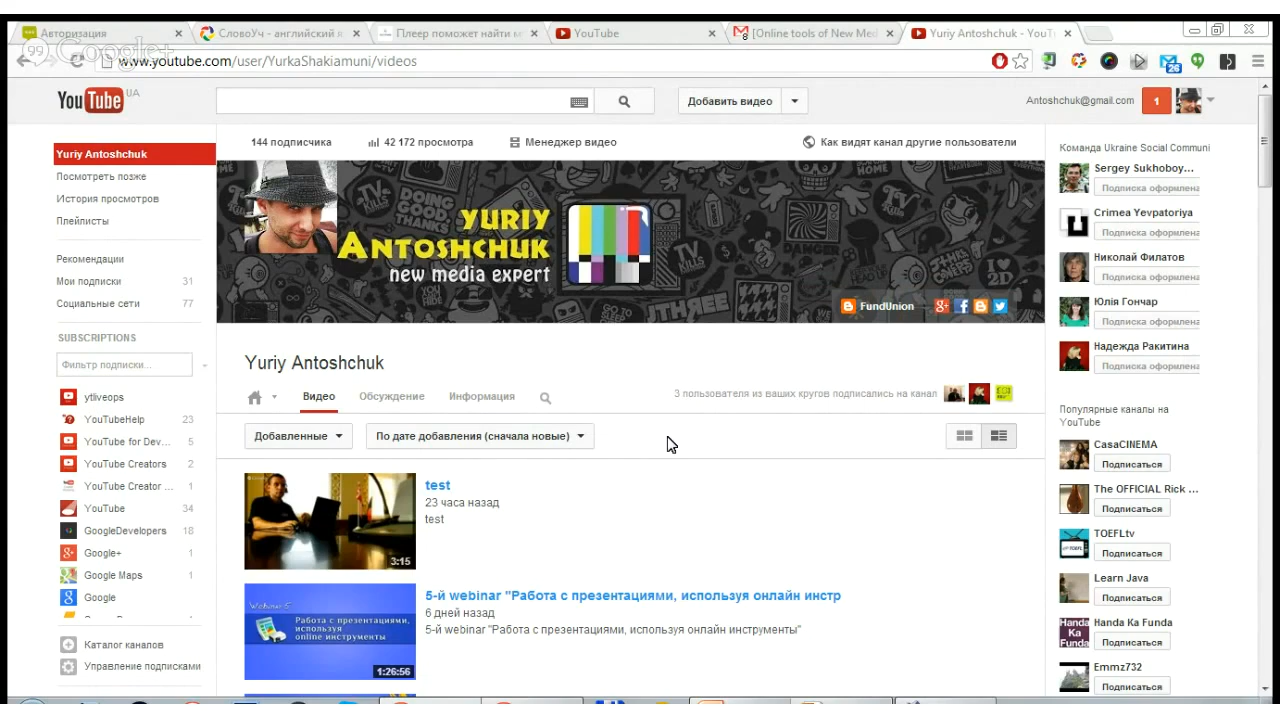 Авторизация
СловоУч - английский я
Плеер поможет найти м
YouTube
[Online tools of New Med
Yuriy Antoshchuk - YouT
99 Google+
www.youtube.com/user/YurkaShakiamuni/videos
26
YouTube UA
Добавить видео
Antoshchuk@gmail.com
1
144 подписчика
42 172 просмотра
Менеджер видео
Как видят канал другие пользователи
Yuriy Antoshchuk
Посмотреть позже
История просмотров
Плейлисты
Рекомендации
Мои подписки 31
Социальные сети 77
SUBSCRIPTIONS
Фильтр подписки...
ytliveops
YouTubeHelp 23
YouTube for Dev... 5
YouTube Creators 2
YouTube Creator ... 1
YouTube 34
GoogleDevelopers 18
Google+ 1
Google Maps 1
Google
Каталог каналов
Управление подписками
YURIY
ANTOSHCHUK
new media expert
FundUnion
Yuriy Antoshchuk
Видео
Обсуждение
Информация
3 пользователя из ваших кругов подписались на канал
Добавленные
По дате добавления (сначала новые)
test
23 часа назад
test
3:15
5-й webinar "Работа с презентациями, используя онлайн инстр
6 дней назад
5-й webinar "Работа с презентациями, используя онлайн инструменты"
Webinar 5
Работа с презентациями,
используя
online инструменты
1:26:56
Команда Ukraine Social Communi
Sergey Sukhoboy...
Подписка оформлена
Crimea Yevpatoriya
Подписка оформлена
Николай Филатов
Подписка оформлена
Юлія Гончар
Подписка оформлена
Надежда Ракитина
Подписка оформлена
Популярные каналы на
YouTube
CasaCINEMA
Подписаться
The OFFICIAL Rick ...
Подписаться
TOEFLtv
Подписаться
Learn Java
Подписаться
Handa Ka Funda
Подписаться
Handa
Ka
Funda
Emmz732
Подписаться